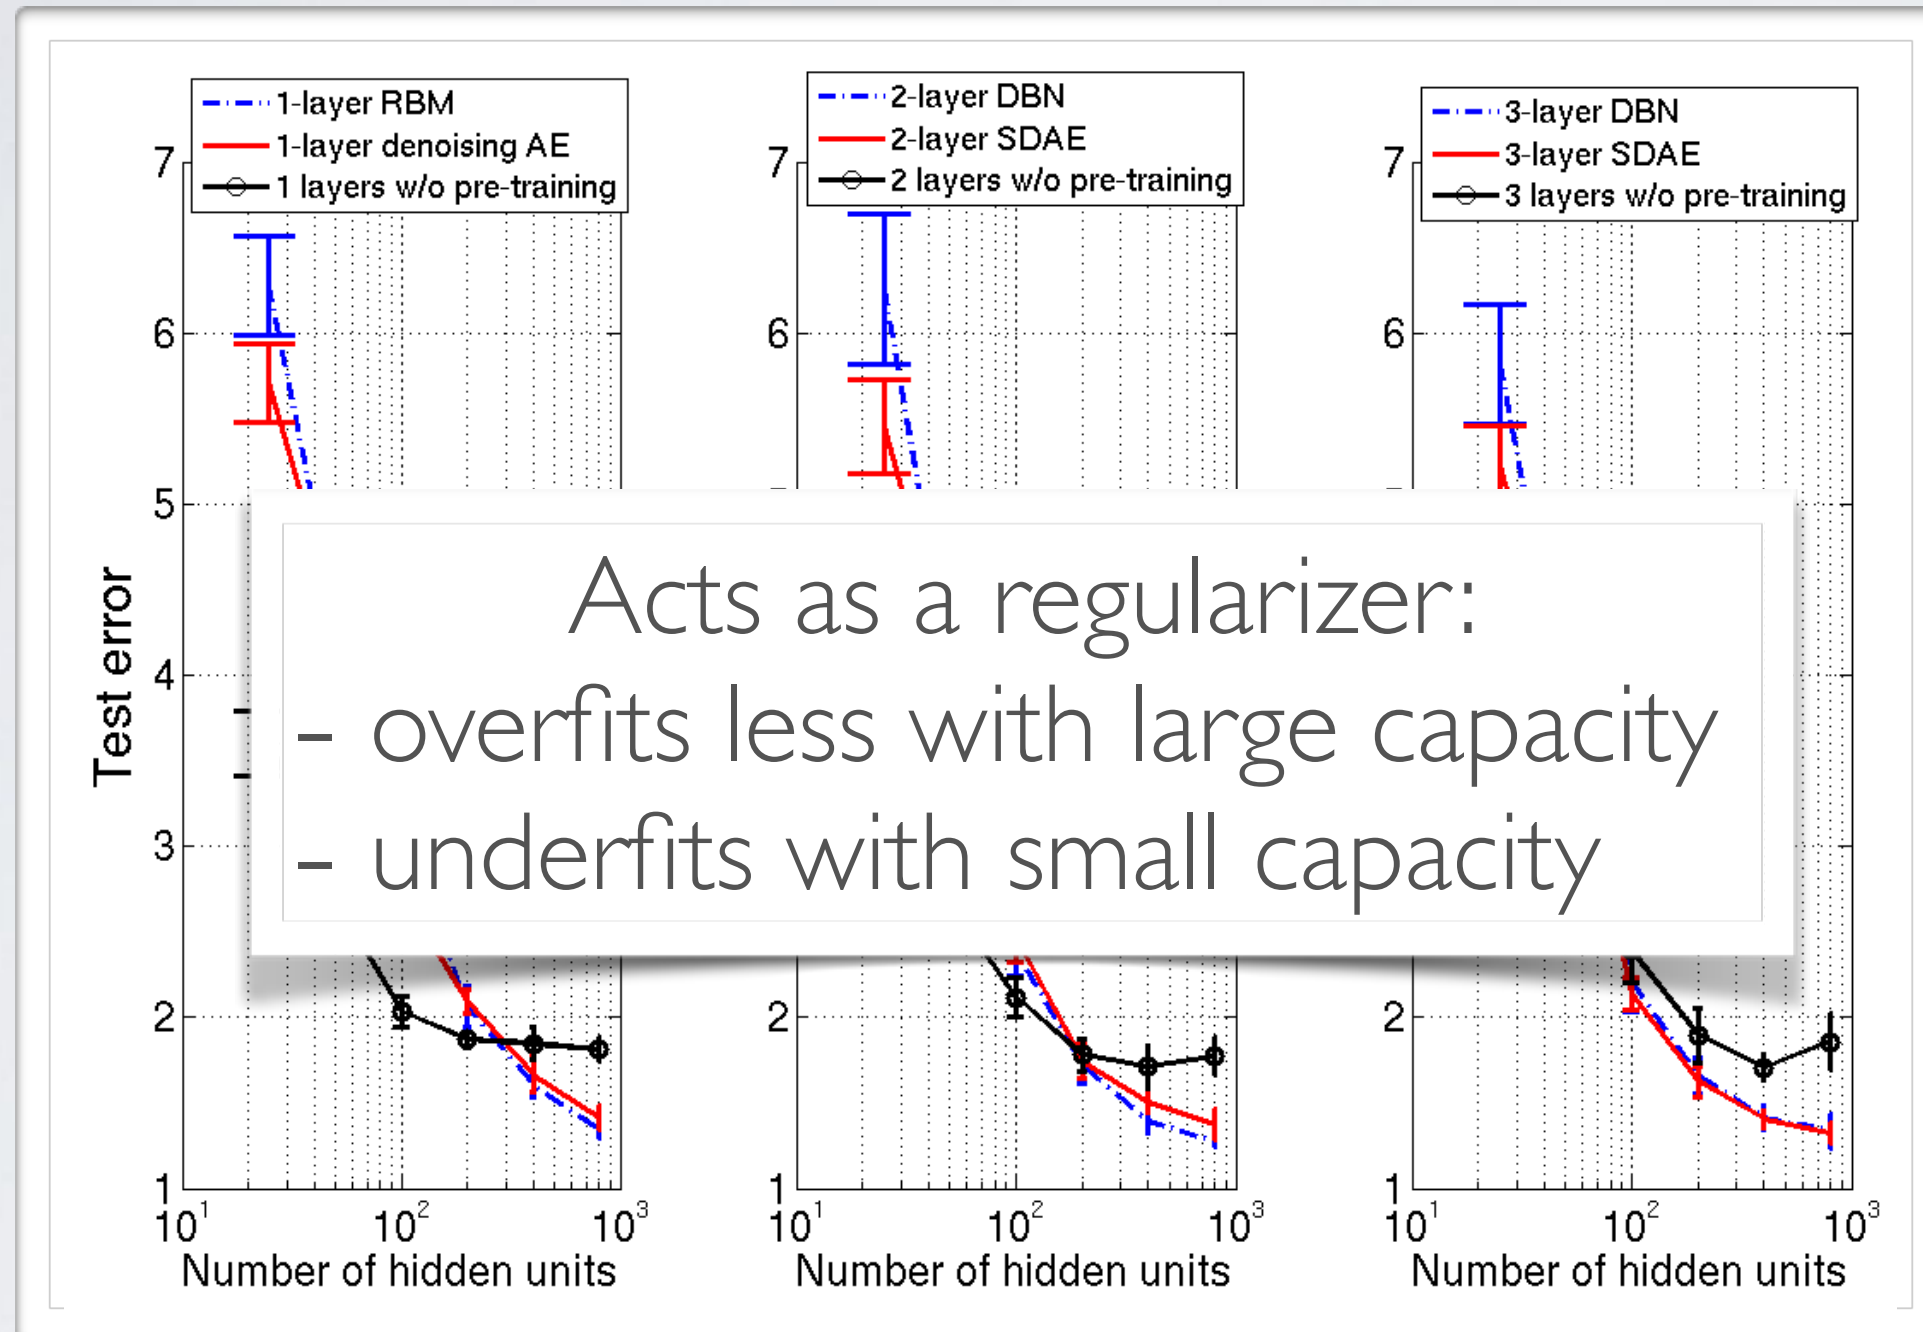 1-layer RBM
1-layer denoising AE
1 layers w/o pre-training
2-layer DBN
2-layer SDAE
2 layers w/o pre-training
3-layer DBN
3-layer SDAE
3 layers w/o pre-training
Test error
7
6
5
4
3
2
1
7
6
2
1
7
6
2
1
Acts as a regularizer:
- overfits less with large capacity
- underfits with small capacity
10¹ 10² 10³
10¹ 10² 10³
10¹ 10² 10³
Number of hidden units
Number of hidden units
Number of hidden units